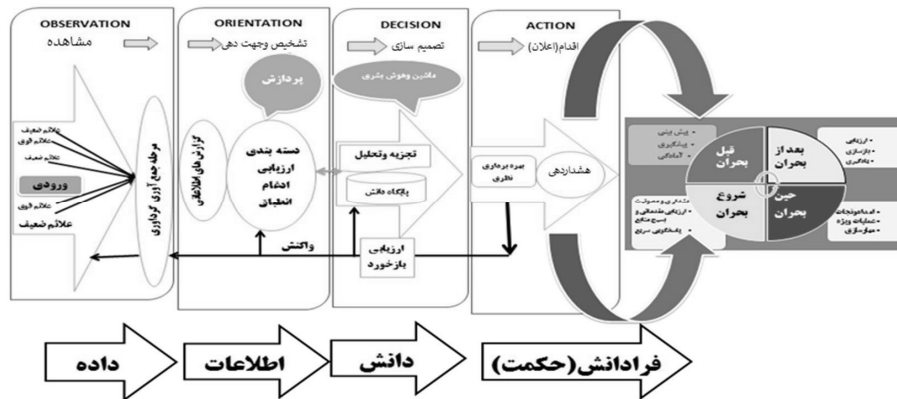 OBSERVATION
مشاهده
علائم ضعیف
علائم قوی
علائم ضعیف
ورودی
علائم قوی
علائم ضعیف
مرحله جمع آوری گردآوری
ORIENTATION
تشخیص وجهت دهی
پردازش
گزارش های اطلاعاتی
دسته بندی
ارزیابی
ادغام
انطباق
واکنش
DECISION
تصمیم سازی
ماشین وهوش بشری
تجزیه وتحلیل
پایگاه دانش
ارزیابی
بازخورد
ACTION
اقدام(اعلان)
بهره برداری
نظری
هشداردهی
پیش بینی
پیشگیری
آمادگی
قبل
بحران
بعد از
بحران
ارزیابی
بازسازی
یادگیری
شروع
بحران
ارزیابی مقدماتی و
بسیج منابع
پاسخگویی سریع
حین
بحران
امدادونجات
عملیات ویژه
مهارسازی
داده
اطلاعات
دانش
فرادانش(حکمت)